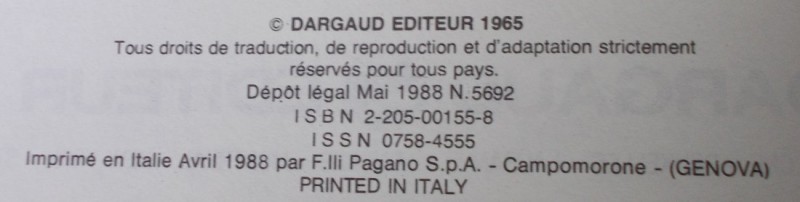 © DARGAUD EDITEUR 1965
Tous droits de traduction, de reproduction et d'adaptation strictement
réservés pour tous pays.
Dépôt légal Mai 1988 N.5692
ISBN 2-205-00155-8
ISSN 0758-4555
Imprimé en Italie Avril 1988 par F.lli Pagano S.p.A. - Campomorone - (GENOVA)
PRINTED IN ITALY